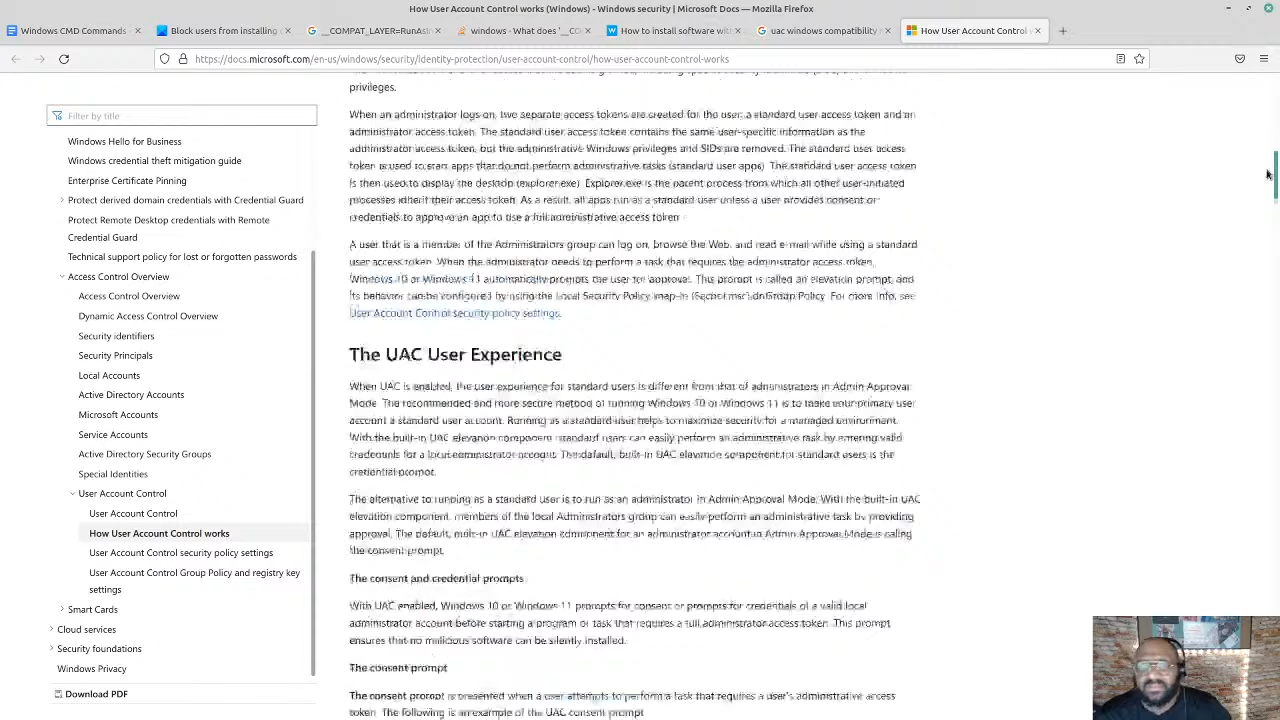 How User Account Control works (Windows) - Windows security | Microsoft Docs — Mozilla Firefox
Windows CMD Commands
Block users from installing
__COMPAT_LAYER=RunAsI
windows - What does '__CO
How to install software with
uac windows compatibility
How User Account Control
https://docs.microsoft.com/en-us/windows/security/identity-protection/user-account-control/how-user-account-control-works
Filter by title
Windows Hello for Business
Windows credential theft mitigation guide
Enterprise Certificate Pinning
Protect derived domain credentials with Credential Guard
Protect Remote Desktop credentials with Remote
Credential Guard
Technical support policy for lost or forgotten passwords
Access Control Overview
Access Control Overview
Dynamic Access Control Overview
Security identifiers
Security Principals
Local Accounts
Active Directory Accounts
Microsoft Accounts
Service Accounts
Active Directory Security Groups
Special Identities
User Account Control
User Account Control
How User Account Control works
User Account Control security policy settings
User Account Control Group Policy and registry key
settings
Smart Cards
Cloud services
Security foundations
Windows Privacy
Download PDF
privileges.
When an administrator logs on, two separate access tokens are created for the user: a standard user access token and an
administrator access token. The standard user access token contains the same user-specific information as the
administrator access token, but the administrative Windows privileges and SIDs are removed. The standard user access
token is used to start apps that do not perform administrative tasks (standard user apps). The standard user access token
is then used to display the desktop (explorer.exe). Explorer.exe is the parent process from which all other user-initiated
processes inherit their access token. As a result, all apps run as a standard user unless a user provides consent or
credentials to approve an app to use a full administrative access token.
A user that is a member of the Administrators group can log on, browse the Web, and read e-mail while using a standard
user access token. When the administrator needs to perform a task that requires the administrator access token,
Windows 10 or Windows 11 automatically prompts the user for approval. This prompt is called an elevation prompt, and
its behavior can be configured by using the Local Security Policy snap-in (Secpol.msc) or Group Policy. For more info, see
User Account Control security policy settings.
The UAC User Experience
When UAC is enabled, the user experience for standard users is different from that of administrators in Admin Approval
Mode. The recommended and more secure method of running Windows 10 or Windows 11 is to make your primary user
account a standard user account. Running as a standard user helps to maximize security for a managed environment.
With the built-in UAC elevation component, standard users can easily perform an administrative task by entering valid
credentials for a local administrator account. The default, built-in UAC elevation component for standard users is the
credential prompt.
The alternative to running as a standard user is to run as an administrator in Admin Approval Mode. With the built-in UAC
elevation component, members of the local Administrators group can easily perform an administrative task by providing
approval. The default, built-in UAC elevation component for an administrator account in Admin Approval Mode is called
the consent prompt.
The consent and credential prompts
With UAC enabled, Windows 10 or Windows 11 prompts for consent or prompts for credentials of a valid local
administrator account before starting a program or task that requires a full administrator access token. This prompt
ensures that no malicious software can be silently installed.
The consent prompt
The consent prompt is presented when a user attempts to perform a task that requires a user's administrative access
token. The following is an example of the UAC consent prompt